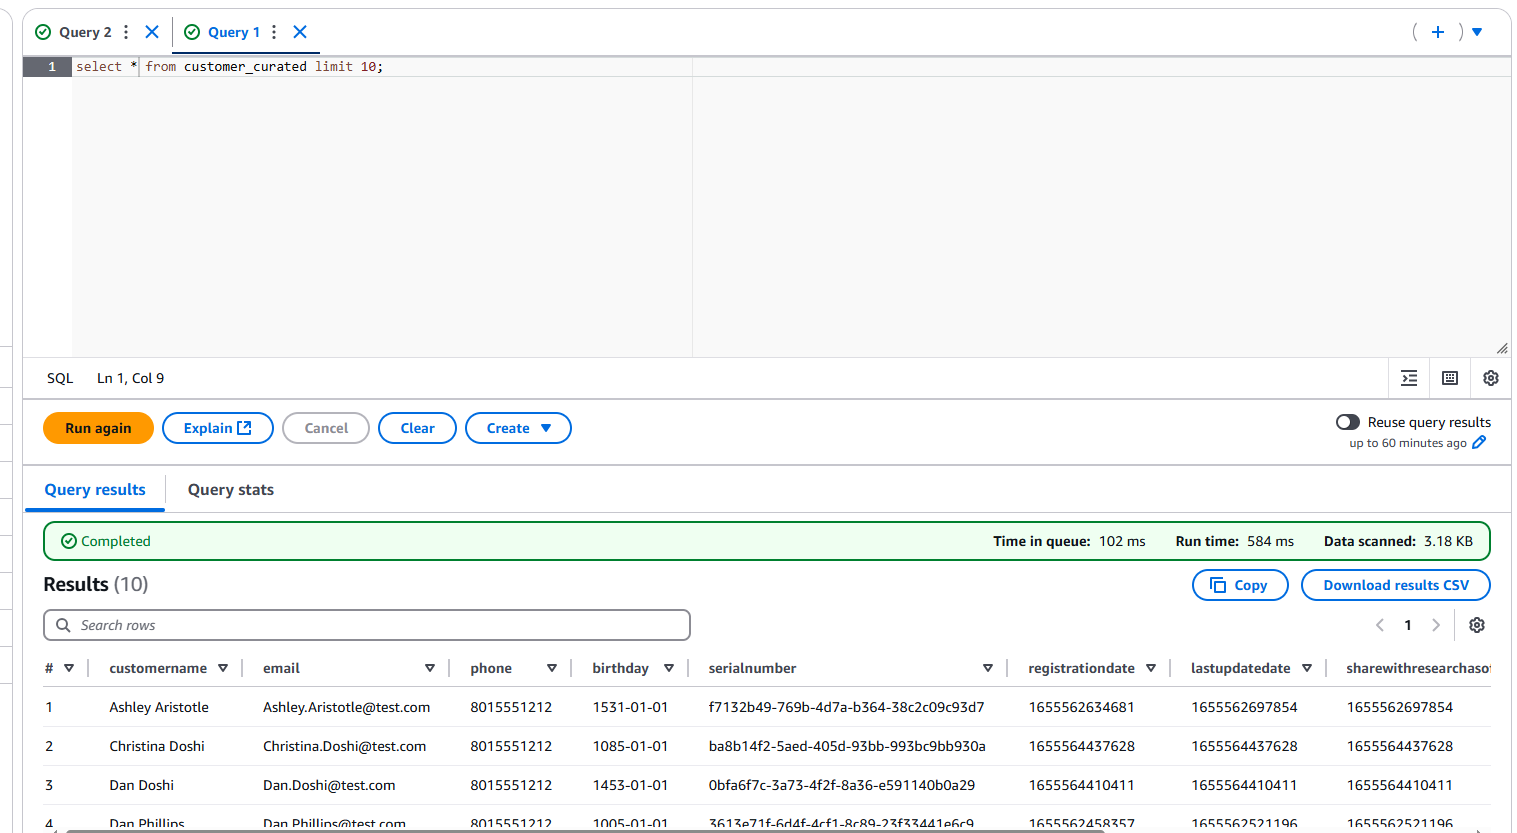 Query 2
Query 1
1 select * from customer_curated limit 10;
SQL Ln 1, Col 9
Run again Explain Cancel Clear Create
Reuse query results
up to 60 minutes ago
Query results Query stats
Completed Time in queue: 102 ms Run time: 584 ms Data scanned: 3.18 KB
Results (10) Copy Download results CSV
Search rows 1
# customername email phone birthday serialnumber registrationdate lastupdatedate sharewithresearchaso
1 Ashley Aristotle Ashley.Aristotle@test.com 8015551212 1531-01-01 f7132b49-769b-4d7a-b364-38c2c09c93d7 1655562634681 1655562697854 1655562697854
2 Christina Doshi Christina.Doshi@test.com 8015551212 1085-01-01 ba8b14f2-5aed-405d-93bb-993bc9bb930a 1655564437628 1655564437628 1655564437628
3 Dan Doshi Dan.Doshi@test.com 8015551212 1453-01-01 0bfa6f7c-3a73-4f2f-8a36-e591140b0a29 1655564410411 1655564410411 1655564410411
4 Dan Phillips Dan.Phillips@test.com 8015551212 1005-01-01 3613e71f-6d4f-4cf1-8c89-23f33441e6c9 1655562458357 1655562521196 1655562521196